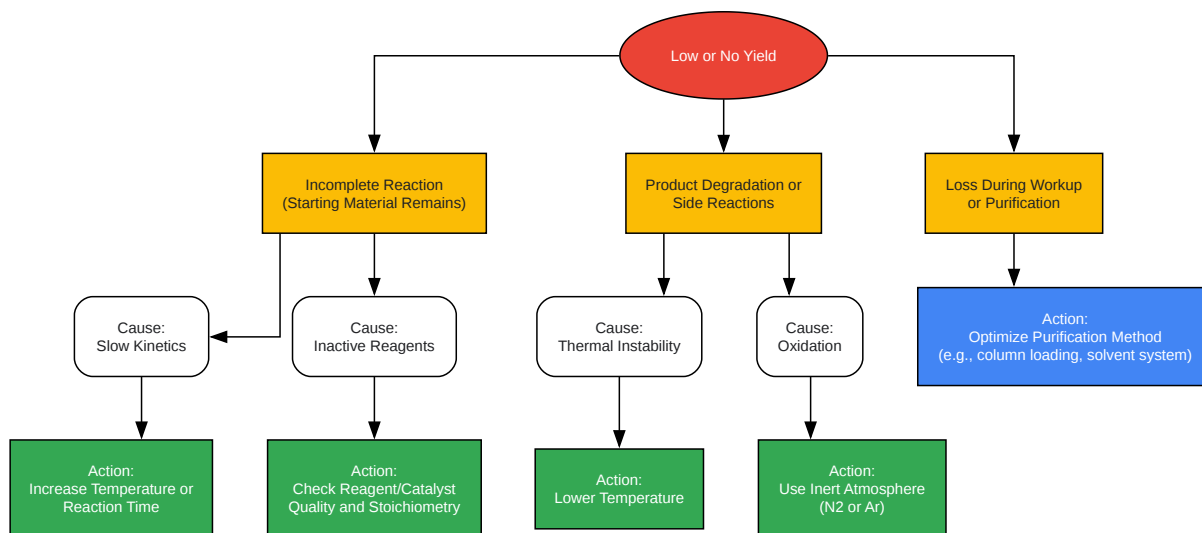 Low or No Yield
Incomplete Reaction
(Starting Material Remains)
Product Degradation or
Side Reactions
Loss During Workup
or Purification
Cause:
Slow Kinetics
Cause:
Inactive Reagents
Cause:
Thermal Instability
Cause:
Oxidation
Action:
Optimize Purification Method
(e.g., column loading, solvent system)
Action:
Increase Temperature or
Reaction Time
Action:
Check Reagent/Catalyst
Quality and Stoichiometry
Action:
Lower Temperature
Action:
Use Inert Atmosphere
(N2 or Ar)